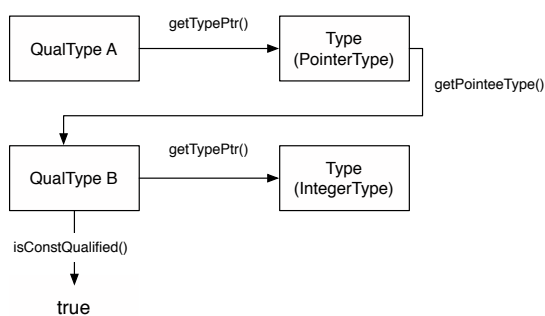 getTypePtr()
QualType A
Type
(PointerType)
getPointeeType()
getTypePtr()
QualType B
Type
(IntegerType)
isConstQualified()
true